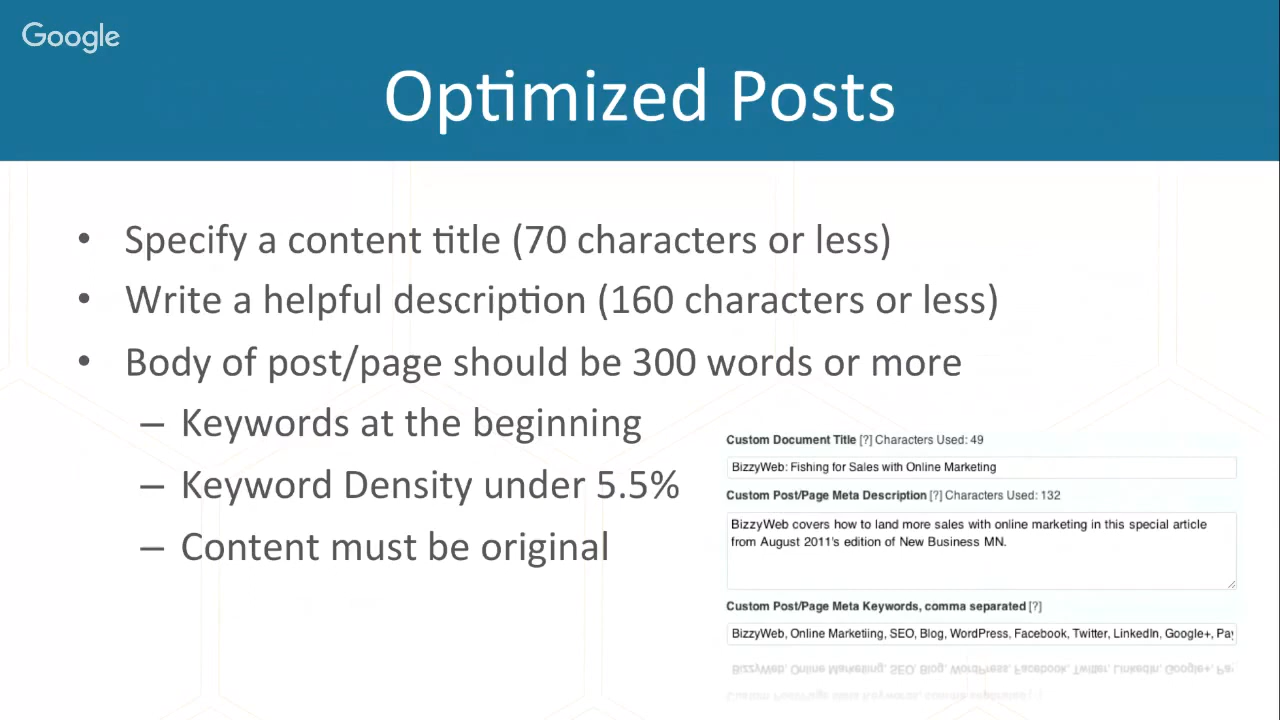 Google
Optimized Posts
• Specify a content title (70 characters or less)
• Write a helpful description (160 characters or less)
• Body of post/page should be 300 words or more
– Keywords at the beginning
– Keyword Density under 5.5%
– Content must be original
Custom Document Title [?] Characters Used: 49
BizzyWeb: Fishing for Sales with Online Marketing
Custom Post/Page Meta Description [?] Characters Used: 132
BizzyWeb covers how to land more sales with online marketing in this special article
from August 2011's edition of New Business MN.
Custom Post/Page Meta Keywords, comma separated [?]
BizzyWeb, Online Marketiing, SEO, Blog, WordPress, Facebook, Twitter, LinkedIn, Google+, Pay